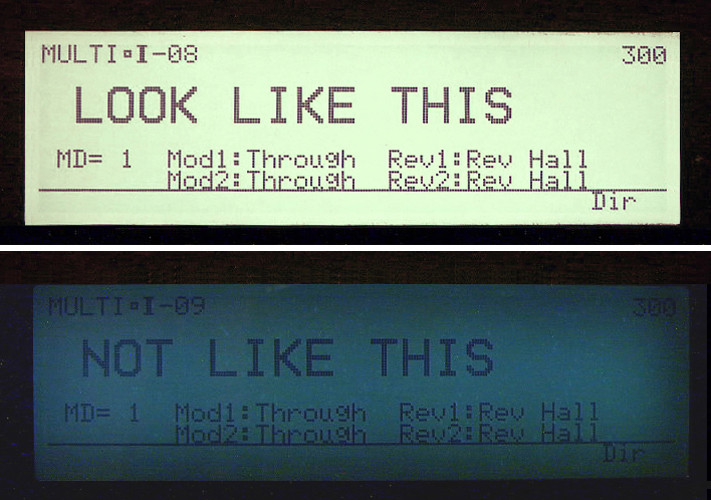 MULTI▫I-08 300
LOOK LIKE THIS
MD= 1 Mod1:Through Rev1:Rev Hall
Mod2:Through Rev2:Rev Hall
Dir
MULTI▫I-09 300
NOT LIKE THIS
MD= 1 Mod1:Through Rev1:Rev Hall
Mod2:Through Rev2:Rev Hall
Dir